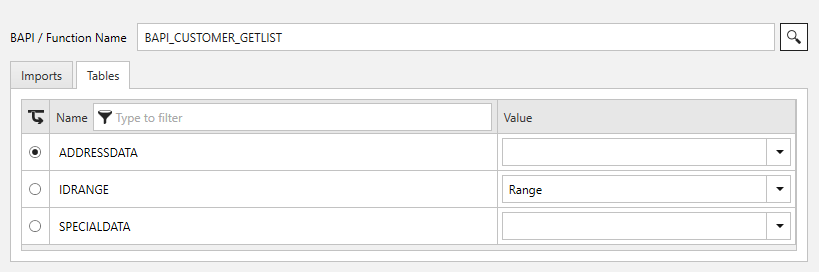 BAPI / Function Name BAPI_CUSTOMER_GETLIST
Imports Tables
Name Type to filter Value
ADDRESSDATA
IDRANGE Range
SPECIALDATA